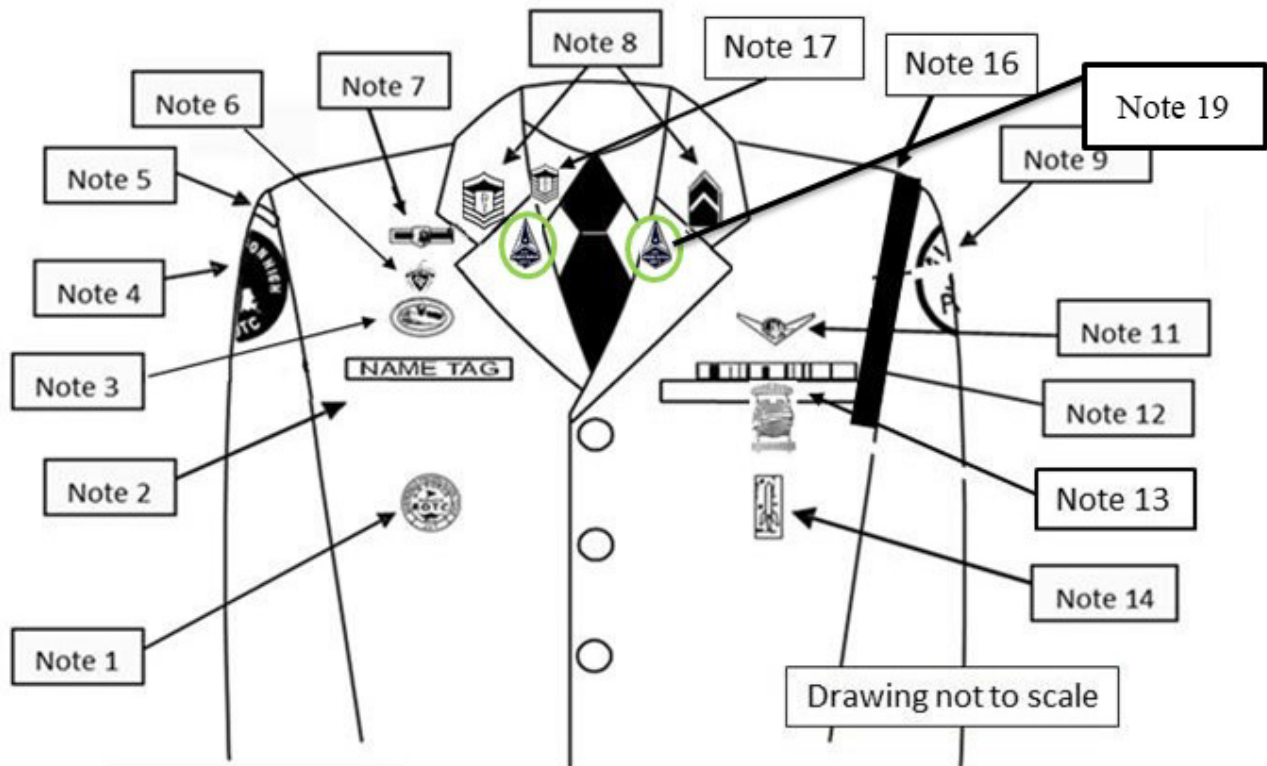 Note 8
Note 17
Note 16
Note 7
Note 6
Note 19
Note 9
Note 5
Note 4
Note 11
NAME TAG
Note 3
Note 12
Note 2
Note 13
ROTC
Note 14
Note 1
Drawing not to scale